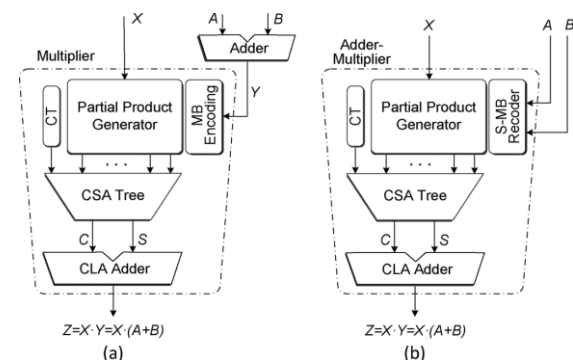 A
B
X
Adder
Multiplier
Y
CT
Partial Product
Generator
MB
Encoding
. . .
CSA Tree
C
S
CLA Adder
Z=X·Y=X·(A+B)
(a)
A
B
X
Adder-
Multiplier
CT
Partial Product
Generator
S-MB
Recoder
. . .
CSA Tree
C
S
CLA Adder
Z=X·Y=X·(A+B)
(b)